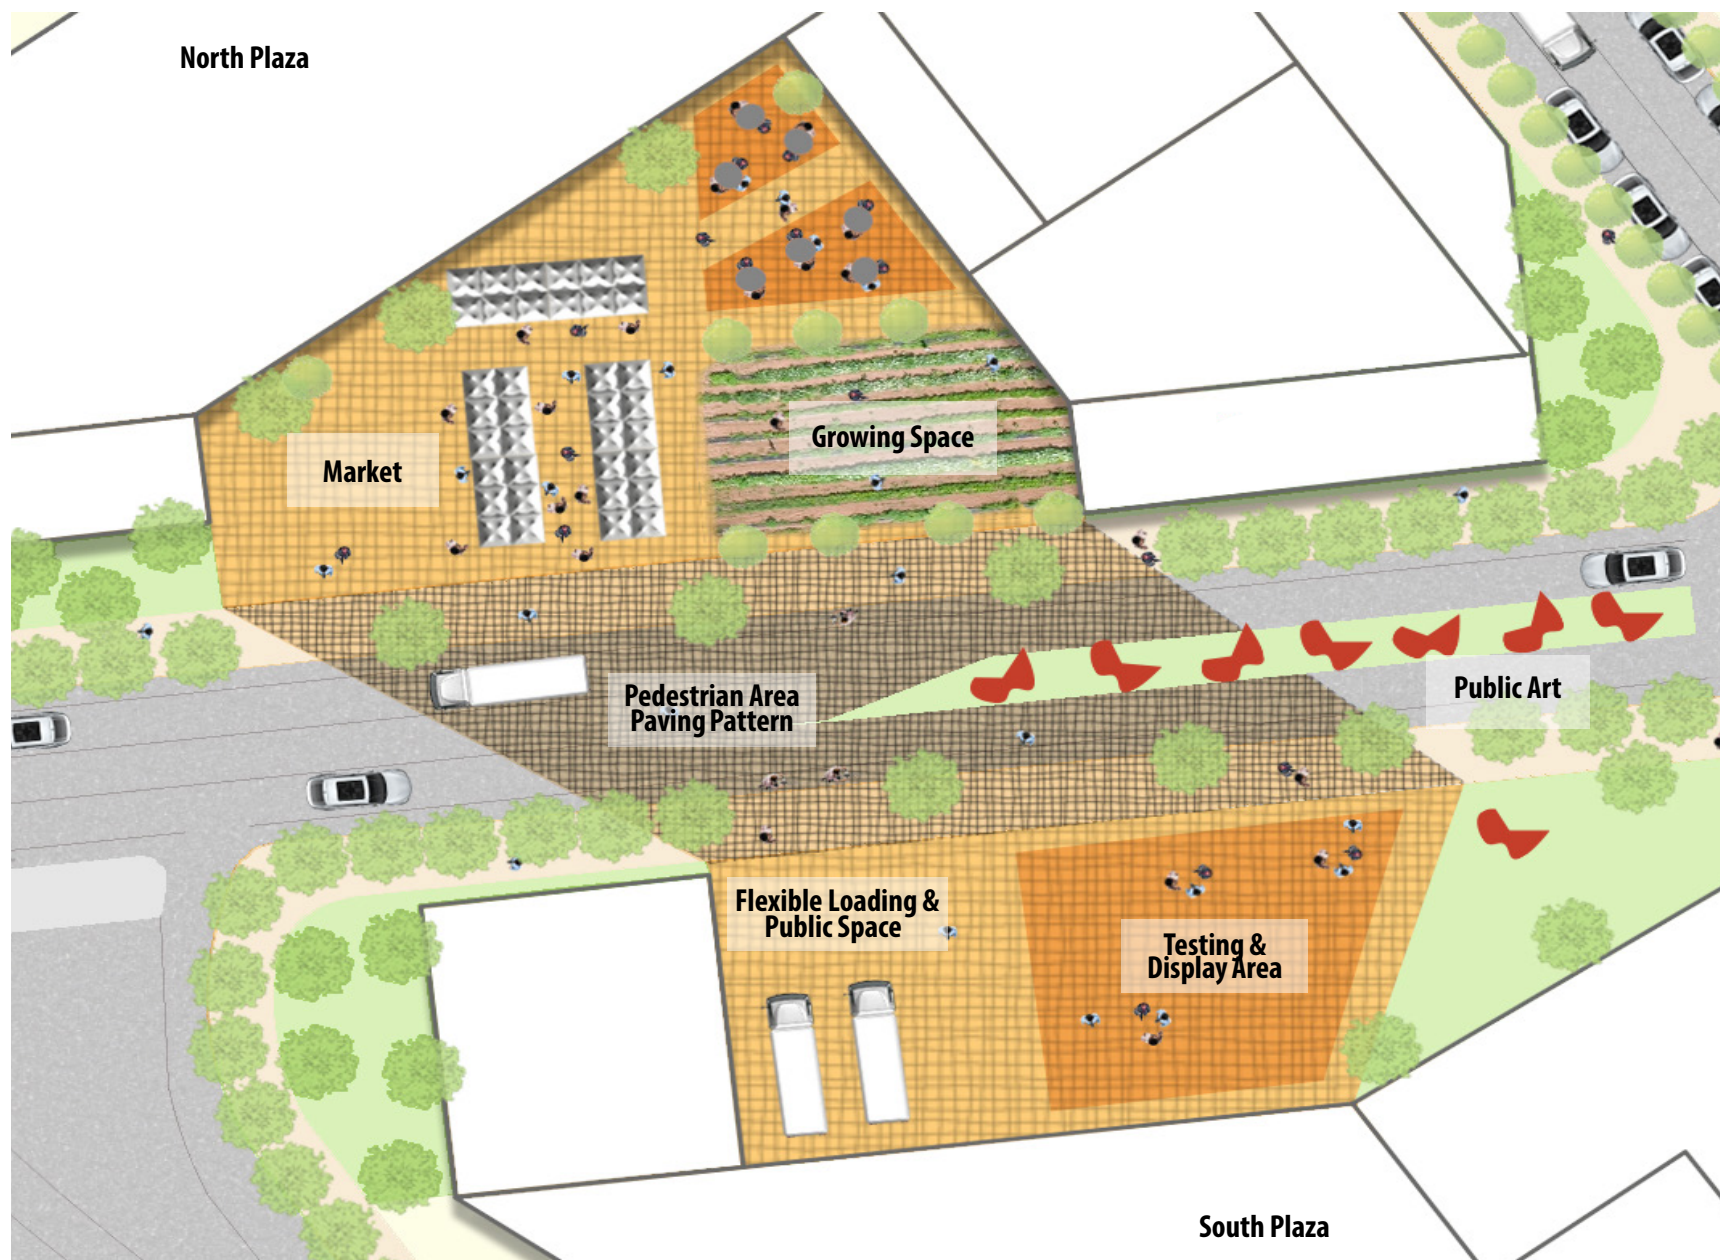 North Plaza
Growing Space
Market
Public Art
Pedestrian Area
Paving Pattern
Flexible Loading &
Public Space
Testing &
Display Area
South Plaza